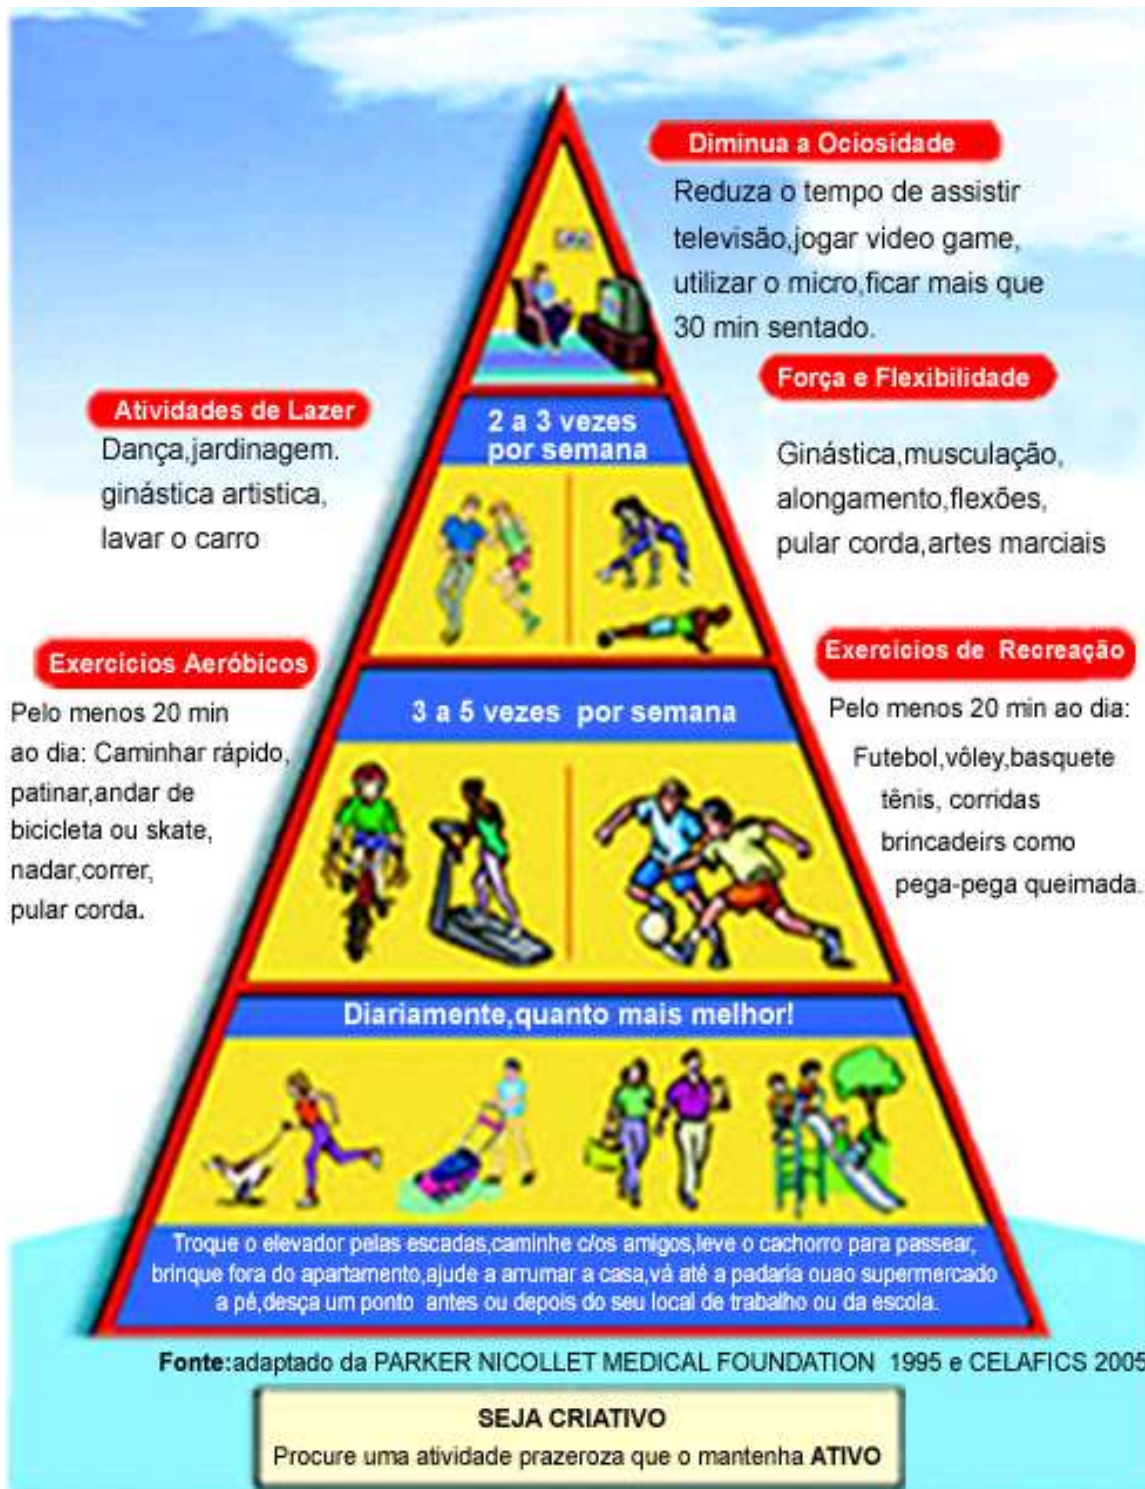 Diminua a Ociosidade
Reduza o tempo de assistir
televisão,jogar video game,
utilizar o micro,ficar mais que
30 min sentado.
Atividades de Lazer
Dança,jardinagem.
ginástica artistica,
lavar o carro
2 a 3 vezes
por semana
Força e Flexibilidade
Ginástica,musculação,
alongamento,flexões,
pular corda,artes marciais
Exercicios Aeróbicos
Pelo menos 20 min
ao dia: Caminhar rápido,
patinar,andar de
bicicleta ou skate,
nadar,correr,
pular corda.
3 a 5 vezes por semana
Exercicios de Recreação
Pelo menos 20 min ao dia:
Futebol,vôley,basquete
tênis, corridas
brincadeirs como
pega-pega queimada.
Diariamente,quanto mais melhor!
Troque o elevador pelas escadas,caminhe c/os amigos,leve o cachorro para passear,
brinque fora do apartamento,ajude a arrumar a casa,vá até a padaria ouao supermercado
a pé,desça um ponto antes ou depois do seu local de trabalho ou da escola.
Fonte:adaptado da PARKER NICOLLET MEDICAL FOUNDATION 1995 e CELAFICS 2005
SEJA CRIATIVO
Procure uma atividade prazeroza que o mantenha ATIVO